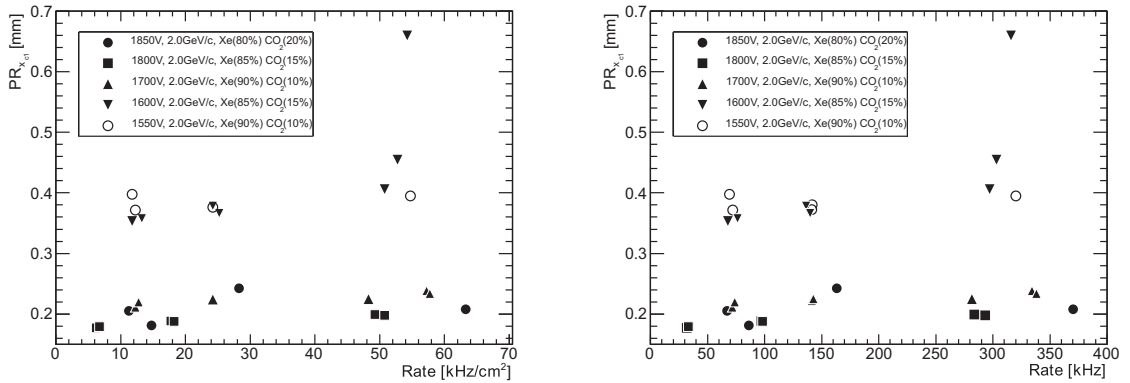 PR_{x_{c1}} [mm]
0.7
0.6
0.5
0.4
0.3
0.2
1850V, 2.0GeV/c, Xe(80%) CO₂(20%)
1800V, 2.0GeV/c, Xe(85%) CO₂(15%)
1700V, 2.0GeV/c, Xe(90%) CO₂(10%)
1600V, 2.0GeV/c, Xe(85%) CO₂(15%)
1550V, 2.0GeV/c, Xe(90%) CO₂(10%)
0 10 20 30 40 50 60 70
Rate [kHz/cm²]
PR_{x_{c1}} [mm]
0.7
0.6
0.5
0.4
0.3
0.2
1850V, 2.0GeV/c, Xe(80%) CO₂(20%)
1800V, 2.0GeV/c, Xe(85%) CO₂(15%)
1700V, 2.0GeV/c, Xe(90%) CO₂(10%)
1600V, 2.0GeV/c, Xe(85%) CO₂(15%)
1550V, 2.0GeV/c, Xe(90%) CO₂(10%)
0 50 100 150 200 250 300 350 400
Rate [kHz]